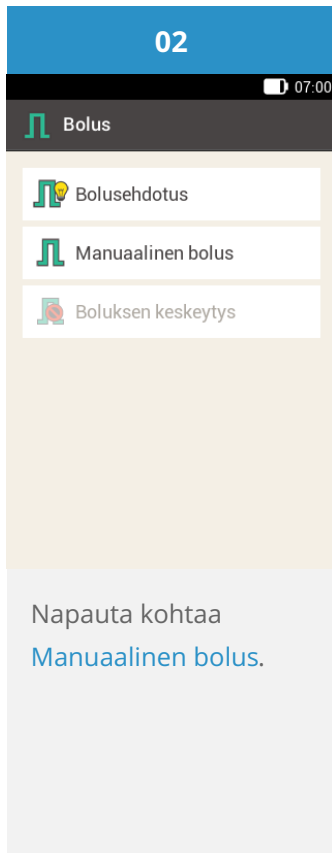 02
07:00
Bolus
Bolusehdotus
Manuaalinen bolus
Boluksen keskeytys
Napauta kohtaa
Manuaalinen bolus.